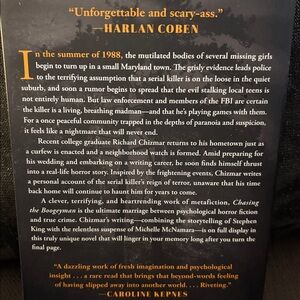 “Unforgettable and scary-ass.”
—HARLAN COBEN
In the summer of 1988, the mutilated bodies of several missing girls
begin to turn up in a small Maryland town. The grisly evidence leads police
to the terrifying assumption that a serial killer is on the loose in the quiet
suburb, and soon a rumor begins to spread that the evil stalking local teens is
not entirely human. But law enforcement and members of the FBI are certain
the killer is a living, breathing madman—and that he’s playing games with them.
For a once peaceful community trapped in the depths of paranoia and suspicion,
it feels like a nightmare that will never end.
Recent college graduate Richard Chizmar returns to his hometown just as
a curfew is enacted and a neighborhood watch is formed. Amid preparing for
his wedding and embarking on a writing career, he soon finds himself thrust
into a real-life horror story. Inspired by the frightening events, Chizmar writes
a personal account of the serial killer’s reign of terror, unaware that his time
back home will continue to haunt him for years to come.
A clever, terrifying, and heartrending work of metafiction, Chasing
the Boogeyman is the ultimate marriage between psychological horror fiction
and true crime. Chizmar’s writing—combining the storytelling of Stephen
King with the relentless suspense of Michelle McNamara—is on full display in
this truly unique novel that will linger in your memory long after you turn the
final page.
“A dazzling work of fresh imagination and psychological
insight . . . a rare read that brings that beyond-words feeling
of having slipped away into another world . . . Riveting.”
—CAROLINE KEPNES